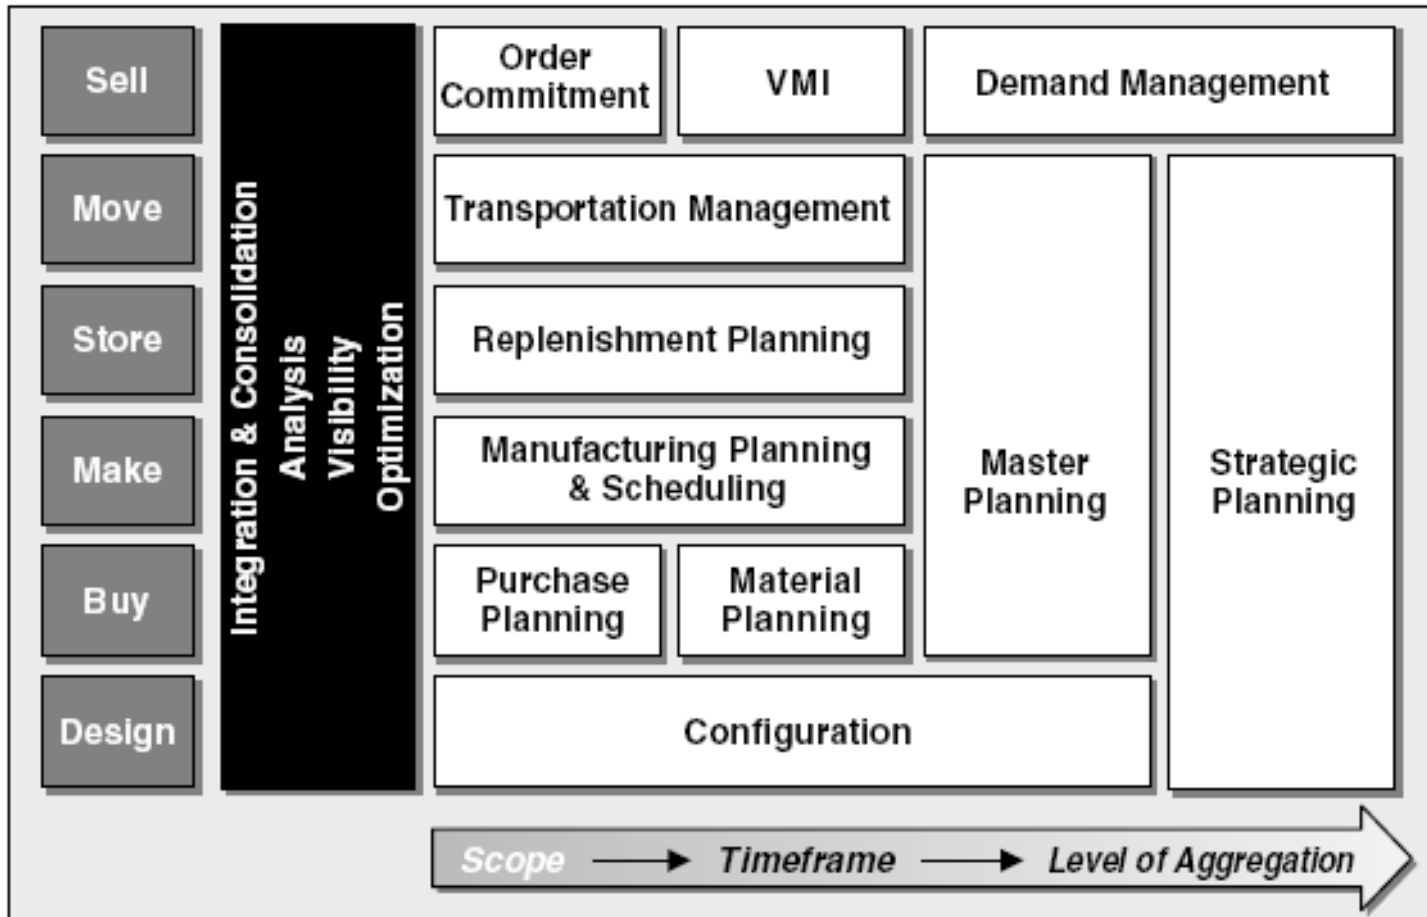 Sell
Order
Commitment
VMI
Demand Management
Move
Transportation Management
Store
Replenishment Planning
Make
Manufacturing Planning
& Scheduling
Buy
Purchase
Planning
Material
Planning
Design
Configuration
Integration & Consolidation
Analysis
Visibility
Optimization
Master
Planning
Strategic
Planning
Scope
Timeframe
Level of Aggregation